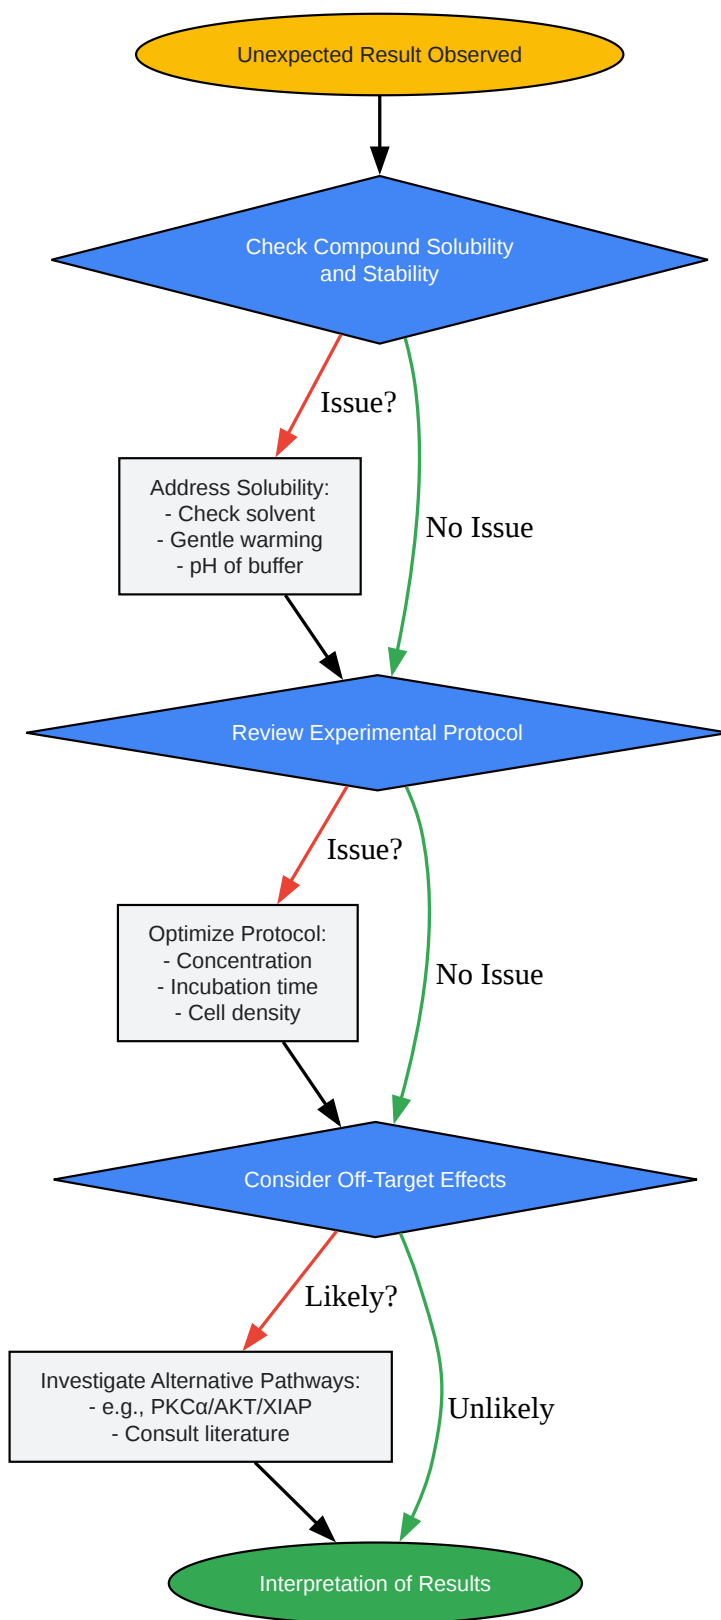 Unexpected Result Observed
Check Compound Solubility
and Stability
Issue?
Address Solubility:
- Check solvent
- Gentle warming
- pH of buffer
No Issue
Review Experimental Protocol
Issue?
Optimize Protocol:
- Concentration
- Incubation time
- Cell density
No Issue
Consider Off-Target Effects
Likely?
Investigate Alternative Pathways:
- e.g., PKCα/AKT/XIAP
- Consult literature
Unlikely
Interpretation of Results